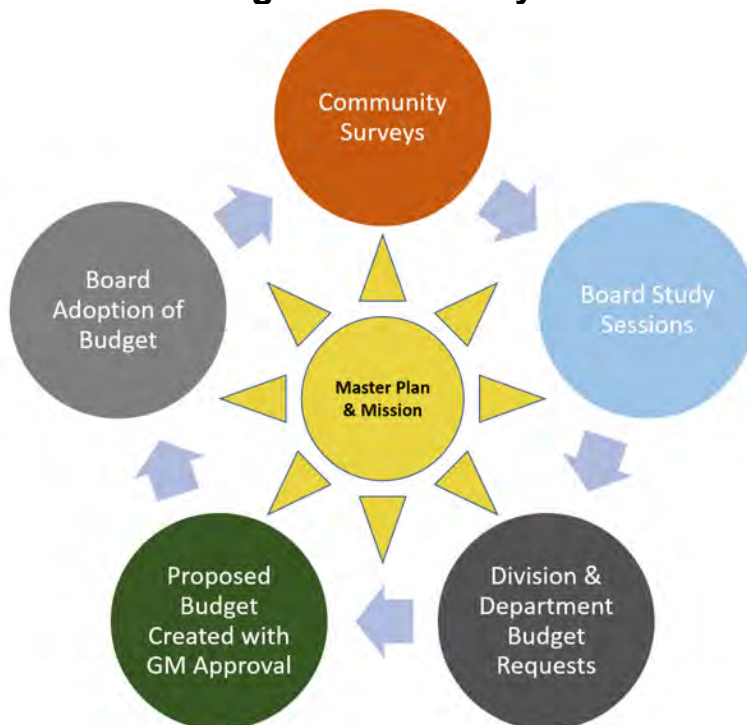 Community
Surveys
Board Study
Sessions
Division &
Department
Budget
Requests
Proposed
Budget
Created with
GM Approval
Board
Adoption of
Budget
Master Plan
& Mission